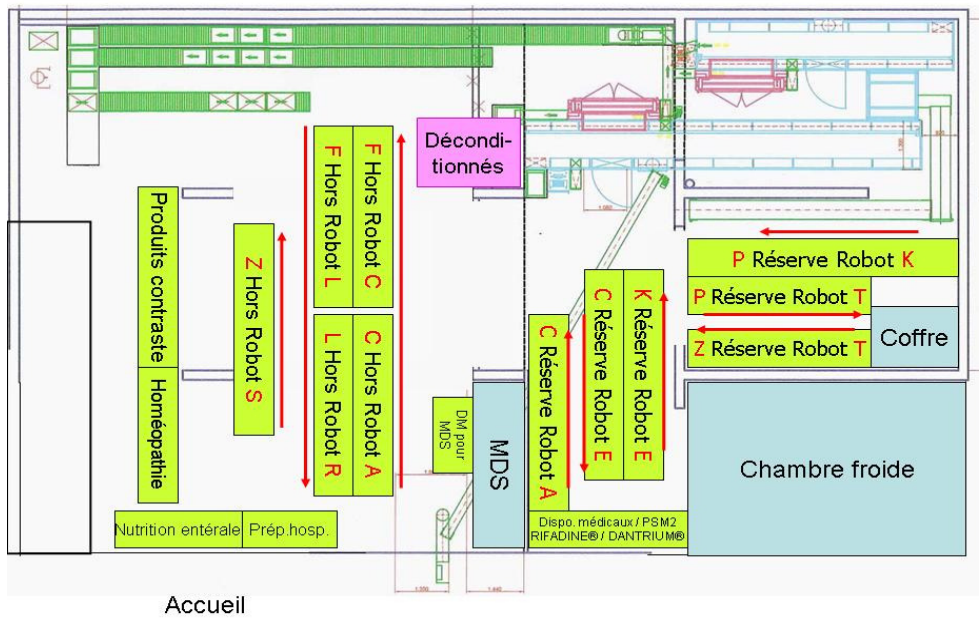 Décondi-
tionnés
F Hors Robot L
F Hors Robot C
Produits contraste
Z Hors Robot S
P Réserve Robot K
P Réserve Robot T
Z Réserve Robot T
Coffre
C Réserve Robot E
K Réserve Robot E
C Réserve Robot A
L Hors Robot R
C Hors Robot A
Homéopathie
DM pour
MDS
MDS
Chambre froide
Nutrition entérale
Prép.hosp.
Dispo. médicaux / PSM2
RIFADINE® / DANTRIUM®
Accueil